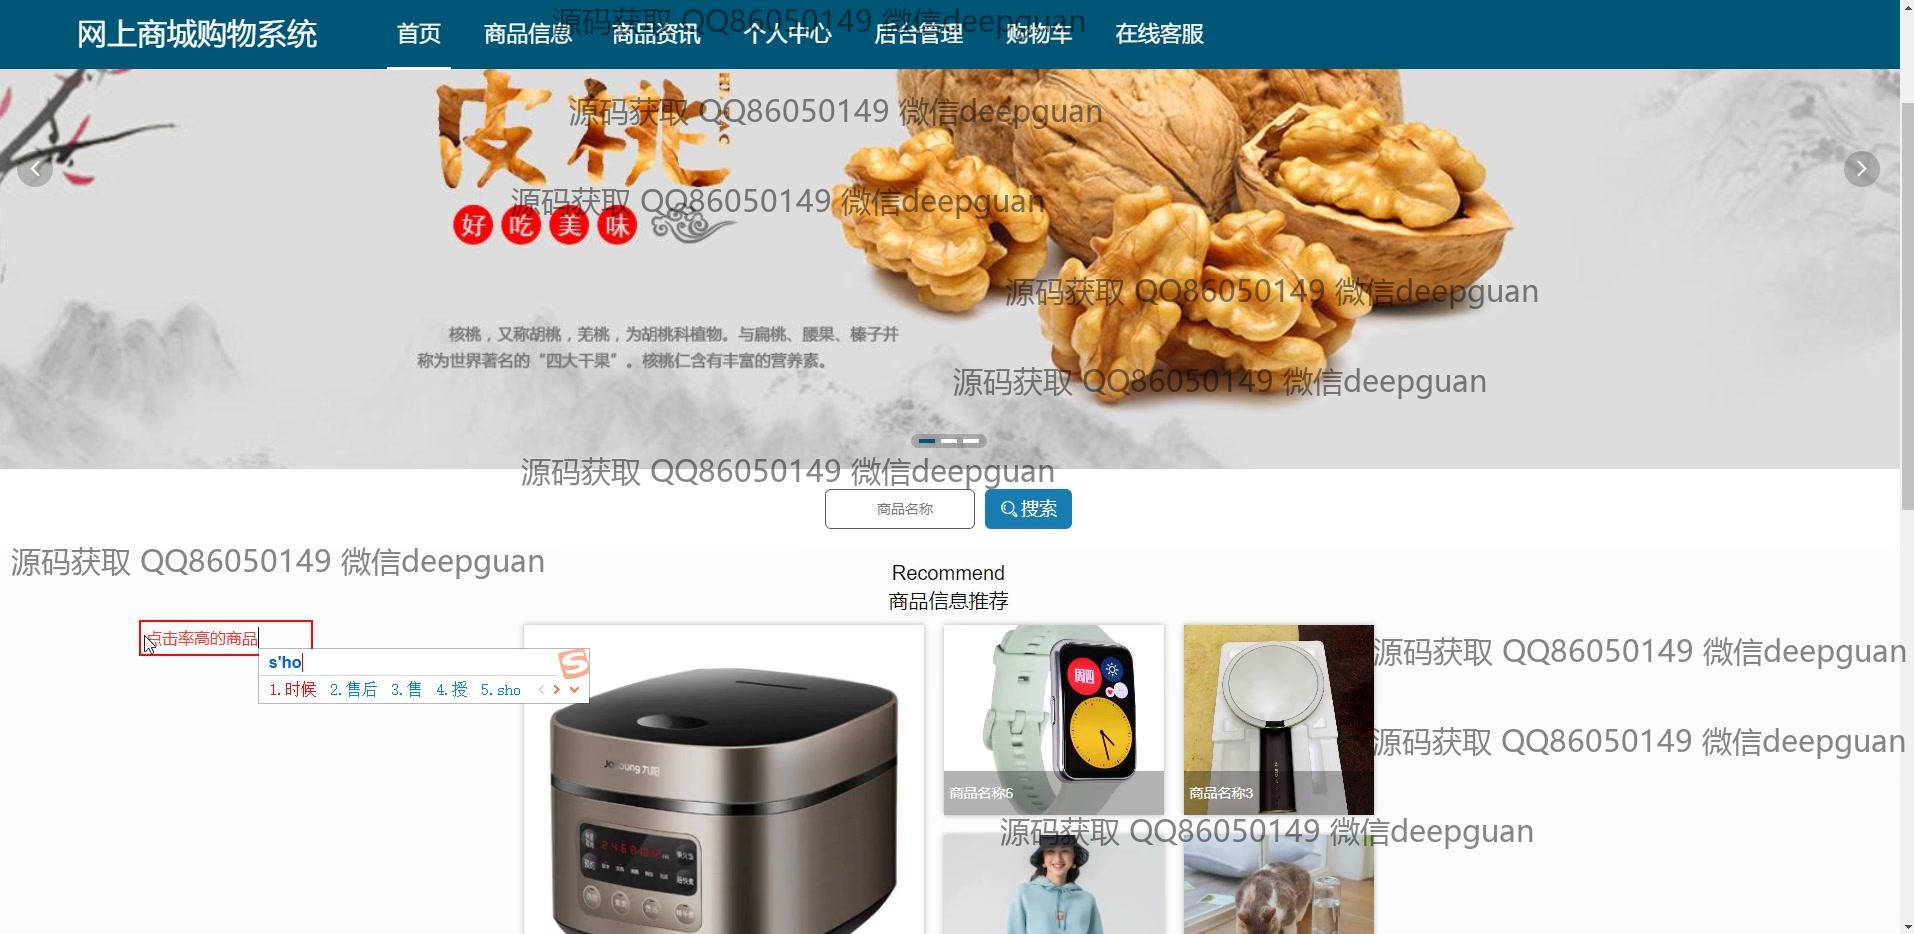 网上商城购物系统 首页 商品信息 商品资讯 个人中心 后台管理 购物车 在线客服
源码获取 QQ86050149 微信deepguan
皮桃
源码获取 QQ86050149 微信deepguan
源码获取 QQ86050149 微信deepguan
好吃美味
源码获取 QQ86050149 微信deepguan
核桃，又称胡桃，羌桃，为胡桃科植物。与扁桃、腰果、榛子并
称为世界著名的“四大干果”。核桃仁含有丰富的营养素。
源码获取 QQ86050149 微信deepguan
源码获取 QQ86050149 微信deepguan
商品名称 搜索
源码获取 QQ86050149 微信deepguan
Recommend
商品信息推荐
点击率高的商品
s'ho
1.时候 2.售后 3.售 4.授 5.sho
源码获取 QQ86050149 微信deepguan
周四
Joyoung九阳
源码获取 QQ86050149 微信deepguan
商品名称6
商品名称3
源码获取 QQ86050149 微信deepguan